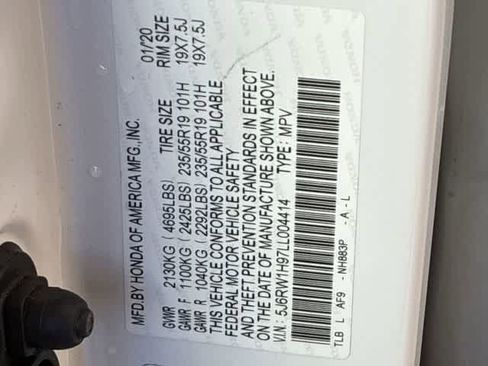 MFD.BY HONDA OF AMERICA MFG.,INC. 01/20
GVWR 2130KG (4695LBS) TIRE SIZE RIM SIZE
GAWR F 1100KG (2425LBS) 235/55R19 101H 19X7.5J
GAWR R 1040KG (2292LBS) 235/55R19 101H 19X7.5J
THIS VEHICLE CONFORMS TO ALL APPLICABLE
FEDERAL MOTOR VEHICLE SAFETY
AND THEFT PREVENTION STANDARDS IN EFFECT
ON THE DATE OF MANUFACTURE SHOWN ABOVE.
V.I.N: 5J6RW1H97LL004414 TYPE: MPV
TLB L AF9 - NH883P - A - L